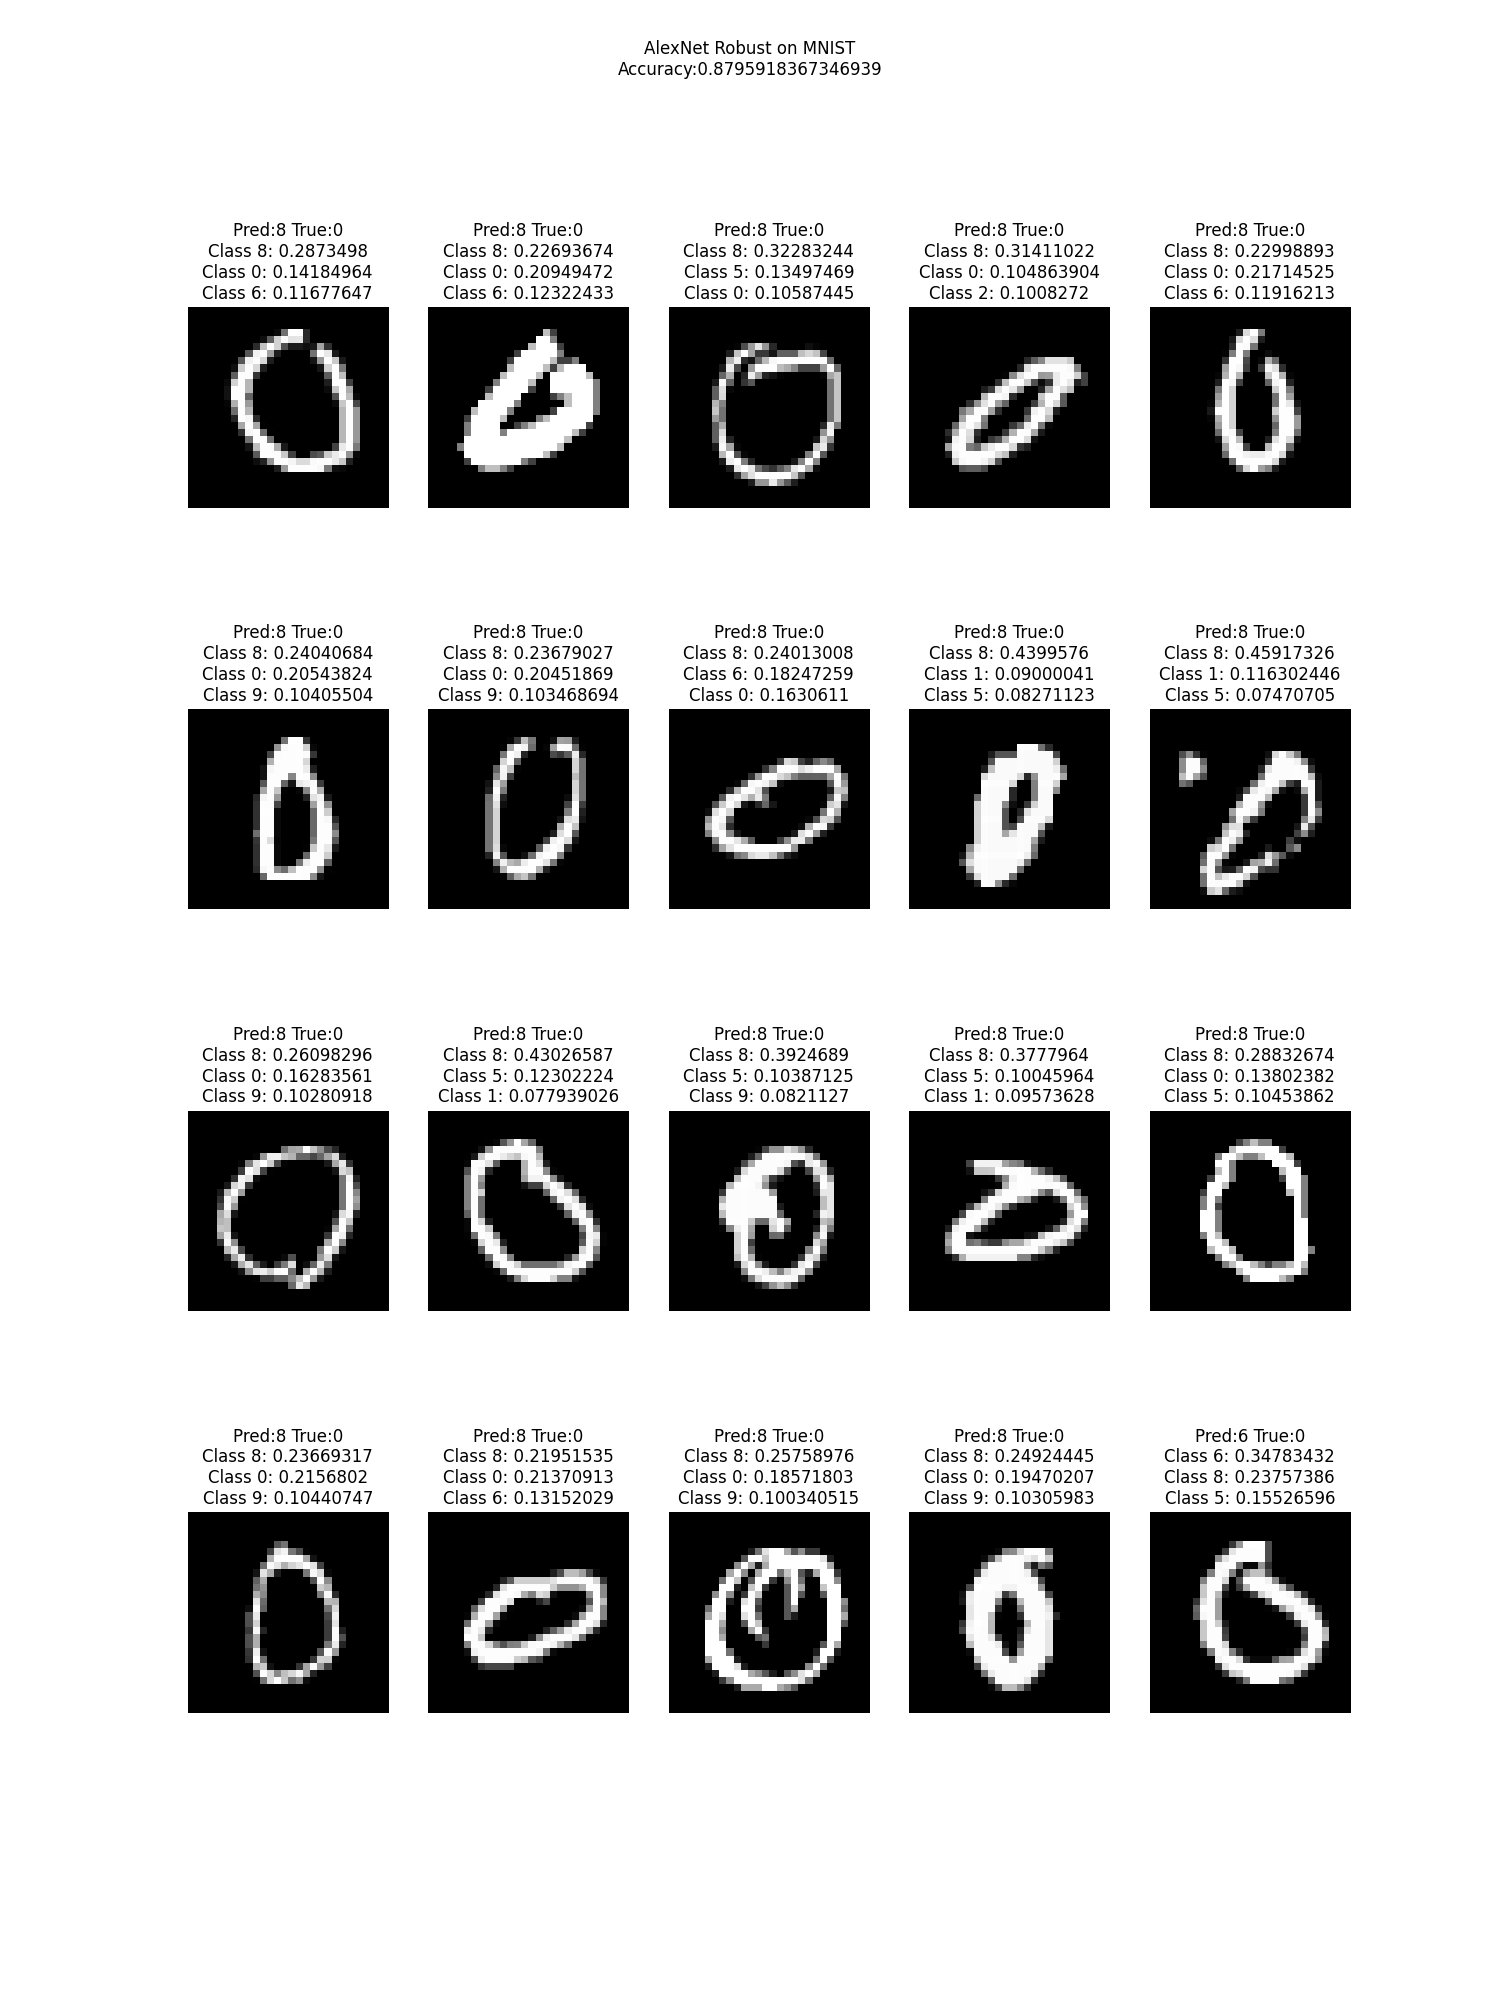 AlexNet Robust on MNIST
Accuracy:0.8795918367346939
Pred:8 True:0
Class 8: 0.2873498
Class 0: 0.14184964
Class 6: 0.11677647
Pred:8 True:0
Class 8: 0.22693674
Class 0: 0.20949472
Class 6: 0.12322433
Pred:8 True:0
Class 8: 0.32283244
Class 5: 0.13497469
Class 0: 0.10587445
Pred:8 True:0
Class 8: 0.31411022
Class 0: 0.104863904
Class 2: 0.1008272
Pred:8 True:0
Class 8: 0.22998893
Class 0: 0.21714525
Class 6: 0.11916213
Pred:8 True:0
Class 8: 0.24040684
Class 0: 0.20543824
Class 9: 0.10405504
Pred:8 True:0
Class 8: 0.23679027
Class 0: 0.20451869
Class 9: 0.103468694
Pred:8 True:0
Class 8: 0.24013008
Class 6: 0.18247259
Class 0: 0.1630611
Pred:8 True:0
Class 8: 0.4399576
Class 1: 0.09000041
Class 5: 0.08271123
Pred:8 True:0
Class 8: 0.45917326
Class 1: 0.116302446
Class 5: 0.07470705
Pred:8 True:0
Class 8: 0.26098296
Class 0: 0.16283561
Class 9: 0.10280918
Pred:8 True:0
Class 8: 0.43026587
Class 5: 0.12302224
Class 1: 0.077939026
Pred:8 True:0
Class 8: 0.3924689
Class 5: 0.10387125
Class 9: 0.0821127
Pred:8 True:0
Class 8: 0.3777964
Class 5: 0.10045964
Class 1: 0.09573628
Pred:8 True:0
Class 8: 0.28832674
Class 0: 0.13802382
Class 5: 0.10453862
Pred:8 True:0
Class 8: 0.23669317
Class 0: 0.2156802
Class 9: 0.10440747
Pred:8 True:0
Class 8: 0.21951535
Class 0: 0.21370913
Class 6: 0.13152029
Pred:8 True:0
Class 8: 0.25758976
Class 0: 0.18571803
Class 9: 0.100340515
Pred:8 True:0
Class 8: 0.24924445
Class 0: 0.19470207
Class 9: 0.10305983
Pred:6 True:0
Class 6: 0.34783432
Class 8: 0.23757386
Class 5: 0.15526596